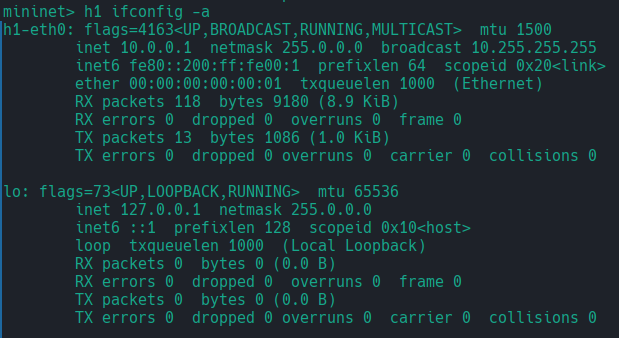 mininet> h1 ifconfig -a
h1-eth0: flags=4163<UP,BROADCAST,RUNNING,MULTICAST>  mtu 1500
        inet 10.0.0.1  netmask 255.0.0.0  broadcast 10.255.255.255
        inet6 fe80::200:ff:fe00:1  prefixlen 64  scopeid 0x20<link>
        ether 00:00:00:00:00:01  txqueuelen 1000  (Ethernet)
        RX packets 118  bytes 9180 (8.9 KiB)
        RX errors 0  dropped 0  overruns 0  frame 0
        TX packets 13  bytes 1086 (1.0 KiB)
        TX errors 0  dropped 0 overruns 0  carrier 0  collisions 0

lo: flags=73<UP,LOOPBACK,RUNNING>  mtu 65536
        inet 127.0.0.1  netmask 255.0.0.0
        inet6 ::1  prefixlen 128  scopeid 0x10<host>
        loop  txqueuelen 1000  (Local Loopback)
        RX packets 0  bytes 0 (0.0 B)
        RX errors 0  dropped 0  overruns 0  frame 0
        TX packets 0  bytes 0 (0.0 B)
        TX errors 0  dropped 0 overruns 0  carrier 0  collisions 0